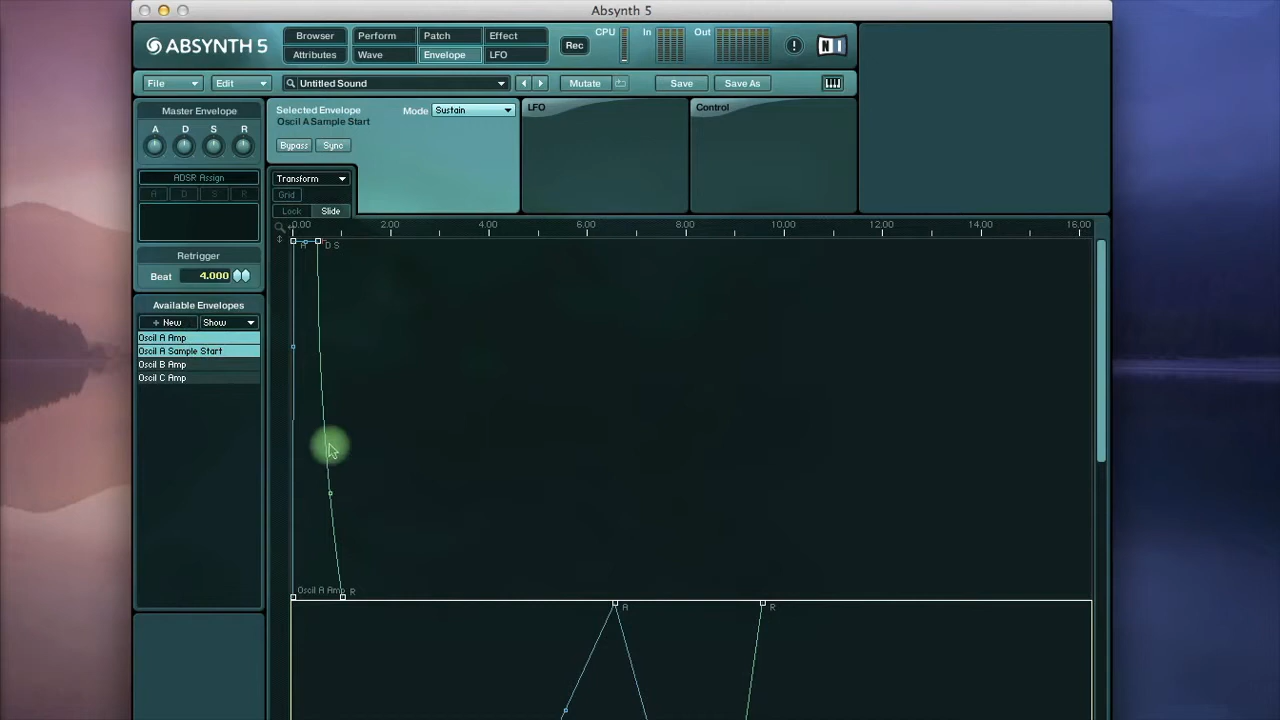 Absynth 5
ABSYNTH 5
Browser
Perform
Patch
Effect
Attributes
Wave
Envelope
LFO
Rec
CPU
In
Out
!
NI
File
Edit
Untitled Sound
Mutate
Save
Save As
Master Envelope
A D S R
ADSR Assign
A D S R
Retrigger
Beat 4.000
Available Envelopes
+ New
Show
Oscil A Amp
Oscil A Sample Start
Oscil B Amp
Oscil C Amp
Selected Envelope
Oscil A Sample Start
Mode Sustain
Bypass
Sync
LFO
Control
Transform
Grid
Lock
Slide
0.00 2.00 4.00 6.00 8.00 10.00 12.00 14.00 16.00
A D S
Oscil A Amp R
A R